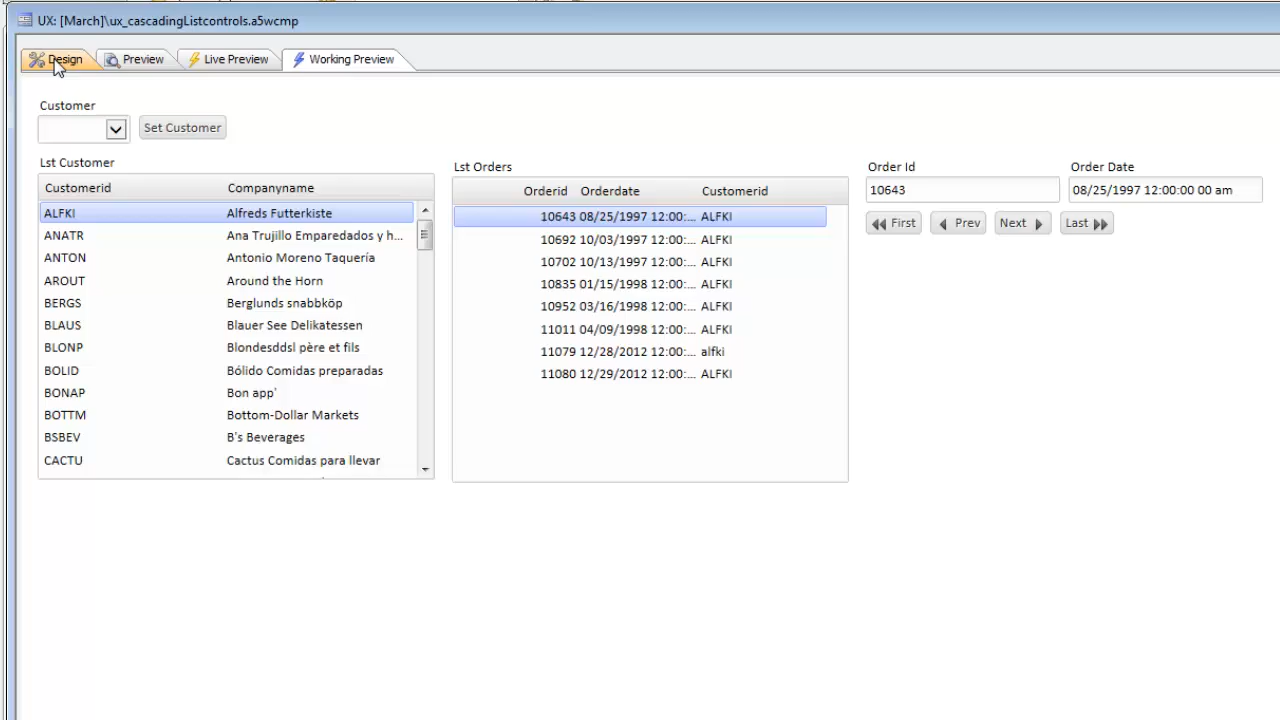 UX: [March]\ux_cascadingListcontrols.a5wcmp
Design Preview Live Preview Working Preview
Customer
Set Customer
Lst Customer
Customerid Companyname
ALFKI Alfreds Futterkiste
ANATR Ana Trujillo Emparedados y h...
ANTON Antonio Moreno Taquería
AROUT Around the Horn
BERGS Berglunds snabbköp
BLAUS Blauer See Delikatessen
BLONP Blondesddsl père et fils
BOLID Bólido Comidas preparadas
BONAP Bon app'
BOTTM Bottom-Dollar Markets
BSBEV B's Beverages
CACTU Cactus Comidas para llevar
Lst Orders
Orderid Orderdate Customerid
10643 08/25/1997 12:00:... ALFKI
10692 10/03/1997 12:00:... ALFKI
10702 10/13/1997 12:00:... ALFKI
10835 01/15/1998 12:00:... ALFKI
10952 03/16/1998 12:00:... ALFKI
11011 04/09/1998 12:00:... ALFKI
11079 12/28/2012 12:00:... alfki
11080 12/29/2012 12:00:... ALFKI
Order Id Order Date
10643 08/25/1997 12:00:00 00 am
First Prev Next Last